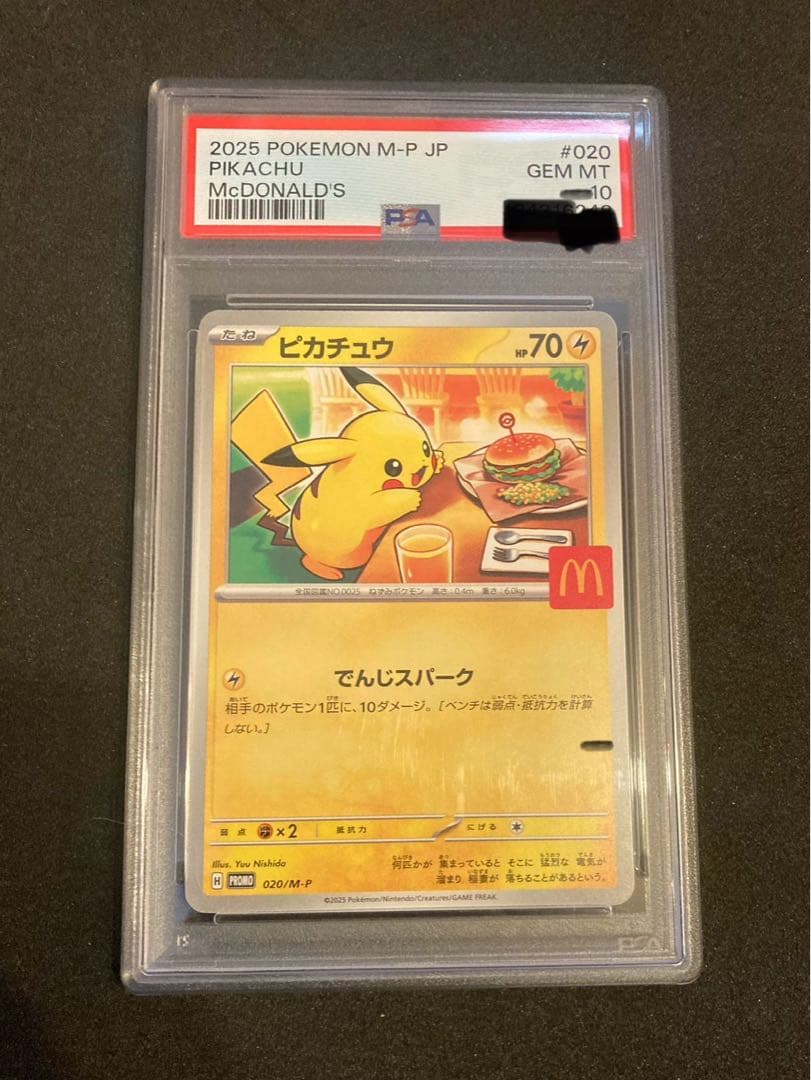 2025 POKEMON M-P JP #020
PIKACHU GEM MT
McDONALD'S 10
PSA
たね ピカチュウ HP70
M
全国図鑑NO.0025 ねずみポケモン 高さ:0.4m 重さ:6.0kg
でんじスパーク
相手のポケモン1匹に、10ダメージ。[ベンチは弱点・抵抗力を計算
しない。]
弱点 ×2 抵抗力 にげる
Illus. Yuu Nishida
何匹かが 集まっていると そこに 猛烈な 電気が
溜まり 稲妻が 落ちることがあるという。
H PROMO 020/M-P
©2025 Pokémon/Nintendo/Creatures/GAME FREAK.
PSA